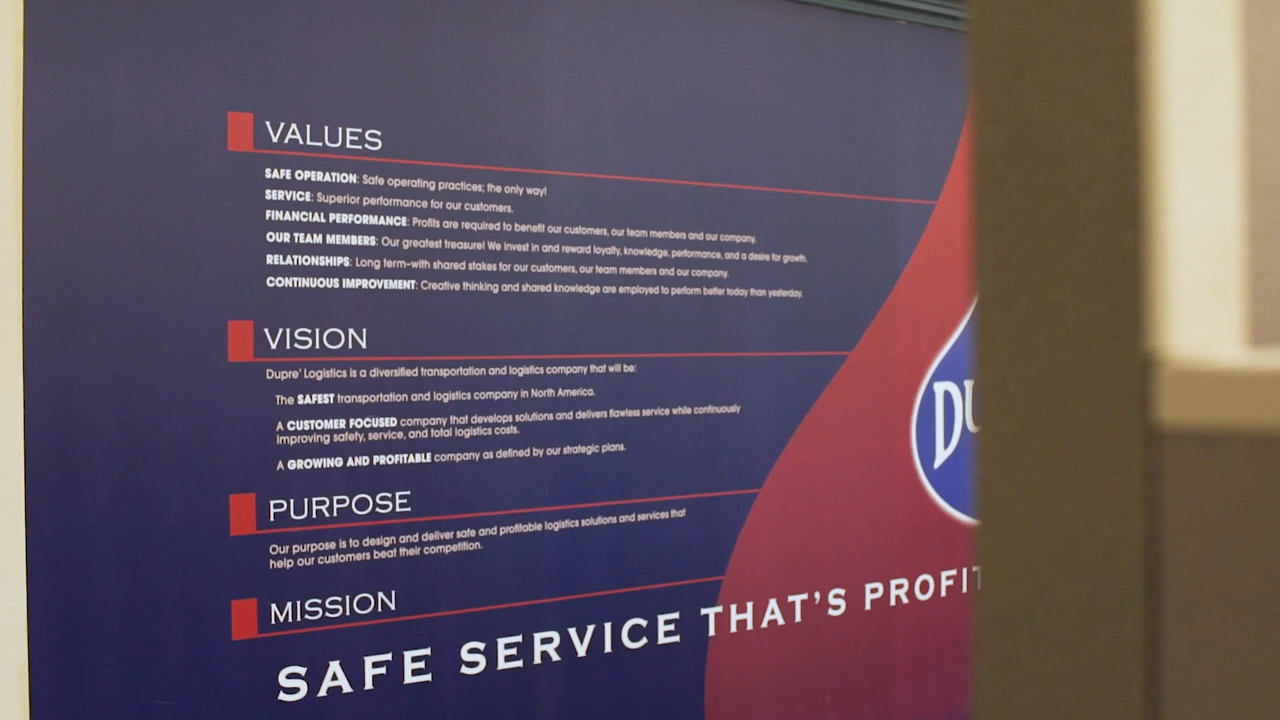 VALUES
SAFE OPERATION: Safe operating practices; the only way!
SERVICE: Superior performance for our customers.
FINANCIAL PERFORMANCE: Profits are required to benefit our customers, our team members and our company.
OUR TEAM MEMBERS: Our greatest treasure! We invest in and reward loyalty, knowledge, performance, and a desire for growth.
RELATIONSHIPS: Long term-with shared stakes for our customers, our team members and our company.
CONTINUOUS IMPROVEMENT: Creative thinking and shared knowledge are employed to perform better today than yesterday.
VISION
Dupre' Logistics is a diversified transportation and logistics company that will be:
The SAFEST transportation and logistics company in North America.
A CUSTOMER FOCUSED company that develops solutions and delivers flawless service while continuously
improving safety, service, and total logistics costs.
A GROWING AND PROFITABLE company as defined by our strategic plans.
PURPOSE
Our purpose is to design and deliver safe and profitable logistics solutions and services that
help our customers beat their competition.
MISSION
SAFE SERVICE THAT'S PROFIT
DU